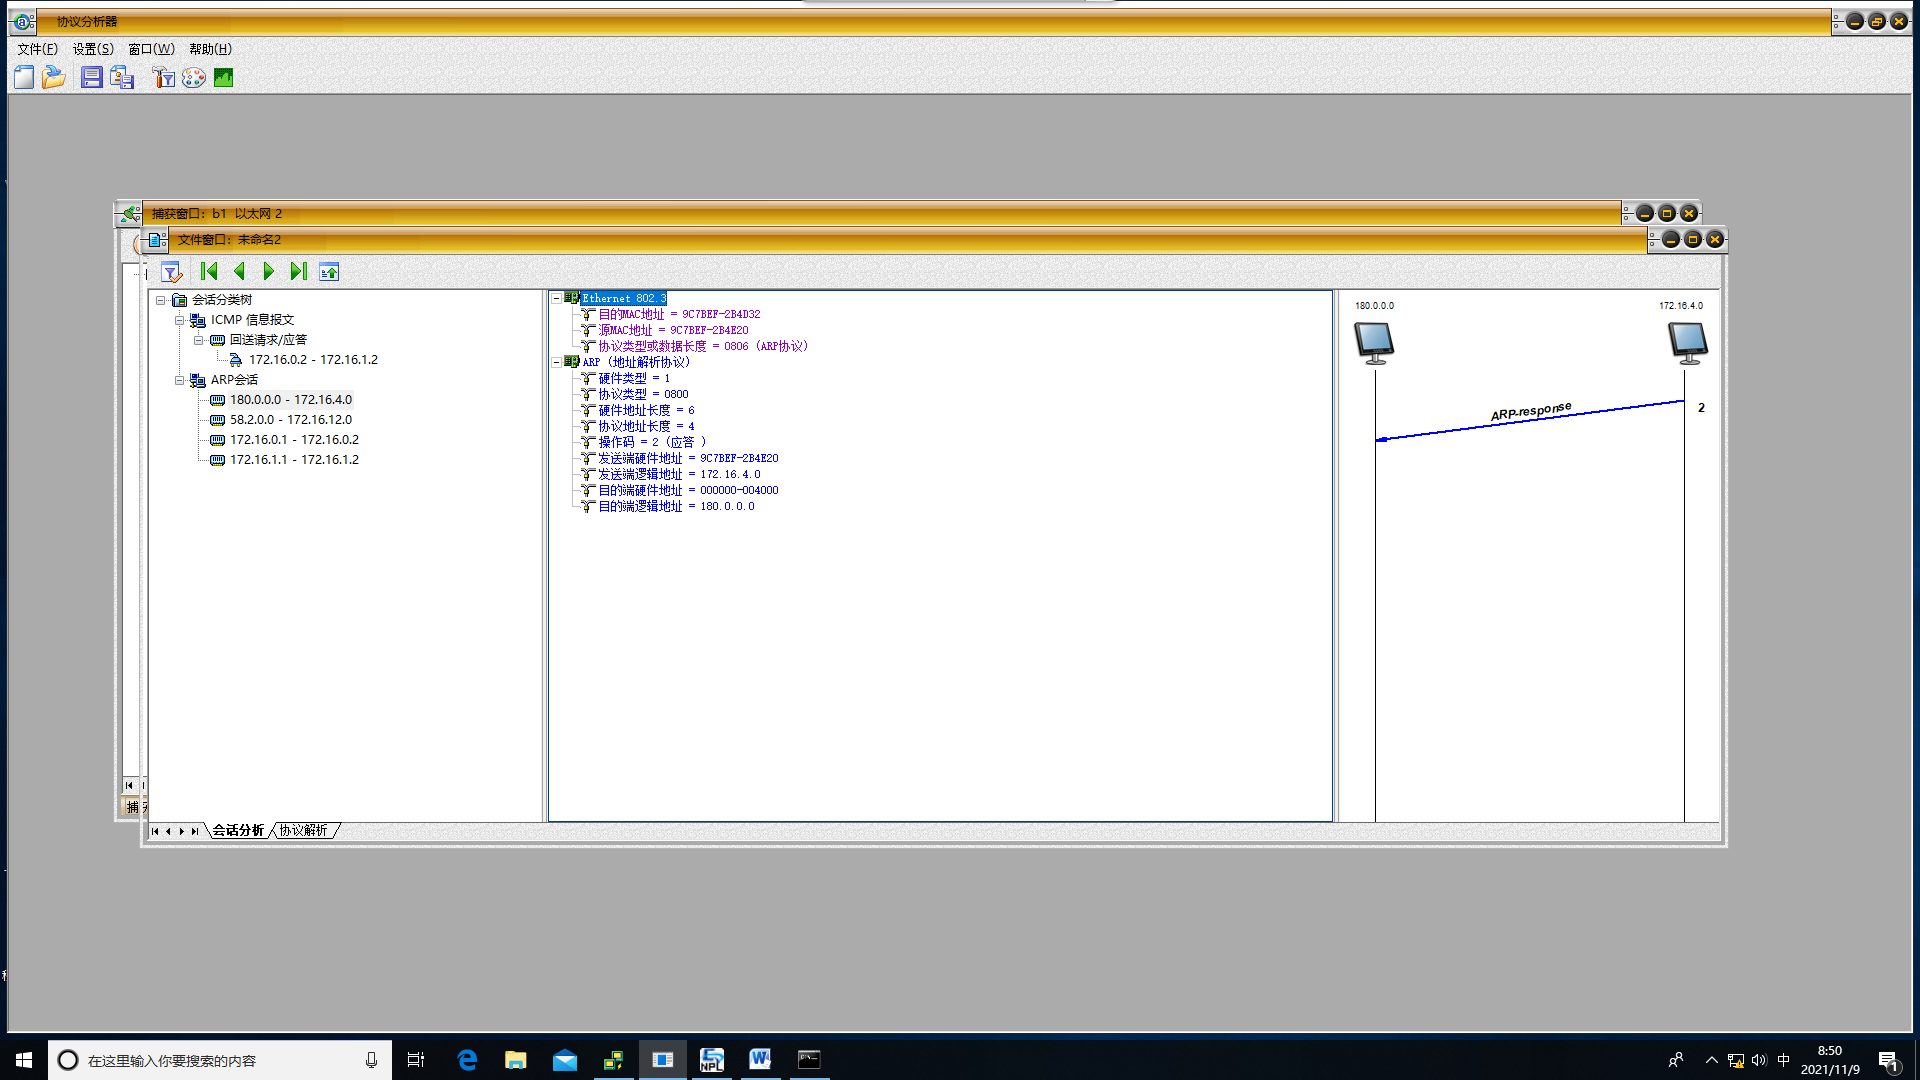 协议分析器
文件(F) 设置(S) 窗口(W) 帮助(H)
捕获窗口: b1 以太网 2
文件窗口: 未命名2
会话分类树
ICMP 信息报文
回送请求/应答
172.16.0.2 - 172.16.1.2
ARP会话
180.0.0.0 - 172.16.4.0
58.2.0.0 - 172.16.12.0
172.16.0.1 - 172.16.0.2
172.16.1.1 - 172.16.1.2
Ethernet 802.3
目的MAC地址 = 9C7BEF-2B4D32
源MAC地址 = 9C7BEF-2B4E20
协议类型或数据长度 = 0806 (ARP协议)
ARP (地址解析协议)
硬件类型 = 1
协议类型 = 0800
硬件地址长度 = 6
协议地址长度 = 4
操作码 = 2 (应答 )
发送端硬件地址 = 9C7BEF-2B4E20
发送端逻辑地址 = 172.16.4.0
目的端硬件地址 = 000000-004000
目的端逻辑地址 = 180.0.0.0
180.0.0.0 172.16.4.0
ARP-response
2
捕
会话分析 协议解析
在这里输入你要搜索的内容
NPL
中
8:50
2021/11/9
1